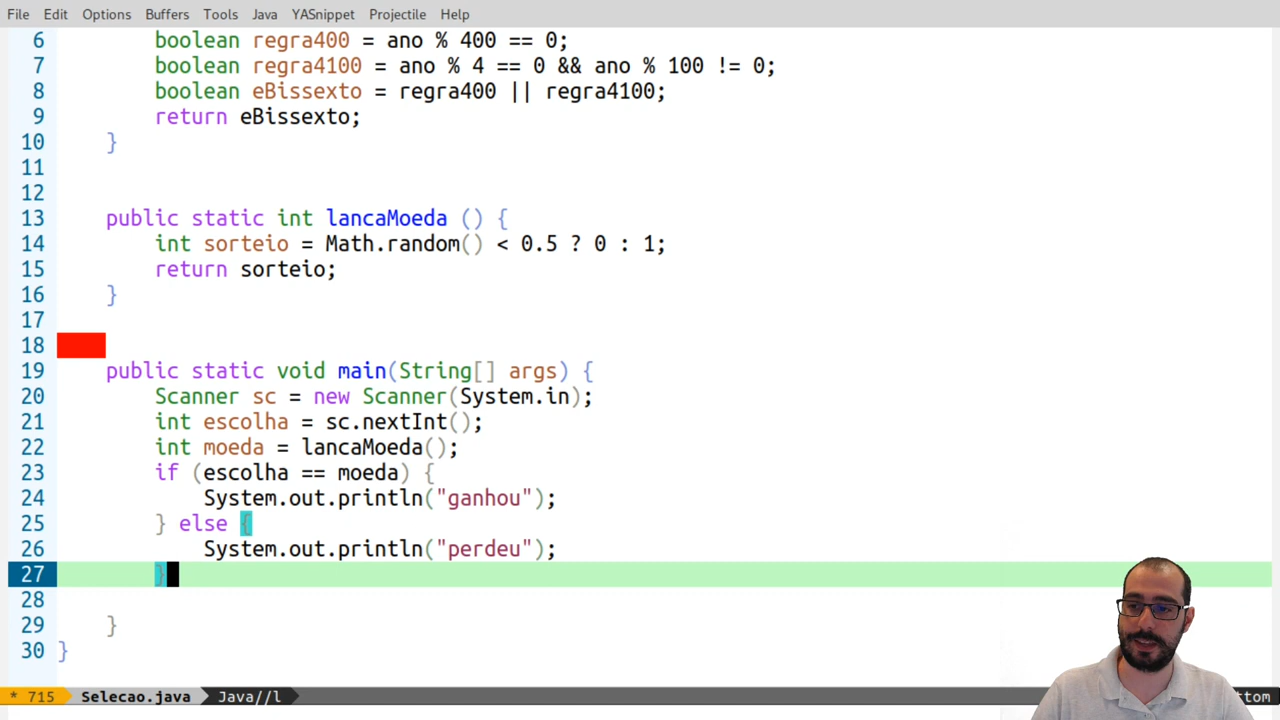 File Edit Options Buffers Tools Java YASnippet Projectile Help
6 boolean regra400 = ano % 400 == 0;
7 boolean regra4100 = ano % 4 == 0 && ano % 100 != 0;
8 boolean eBissexto = regra400 || regra4100;
9 return eBissexto;
10 }
11
12
13 public static int lancaMoeda () {
14 int sorteio = Math.random() < 0.5 ? 0 : 1;
15 return sorteio;
16 }
17
18
19 public static void main(String[] args) {
20 Scanner sc = new Scanner(System.in);
21 int escolha = sc.nextInt();
22 int moeda = lancaMoeda();
23 if (escolha == moeda) {
24 System.out.println("ganhou");
25 } else {
26 System.out.println("perdeu");
27 }
28
29 }
30 }
* 715 Selecao.java Java//l